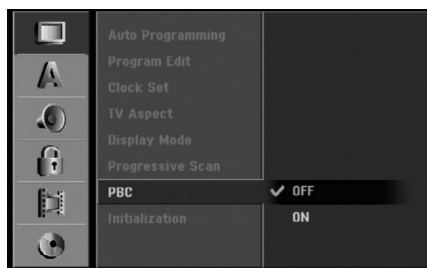 Auto Programming
Program Edit
Clock Set
TV Aspect
Display Mode
Progressive Scan
PBC
✔ OFF
Initialization
ON
A